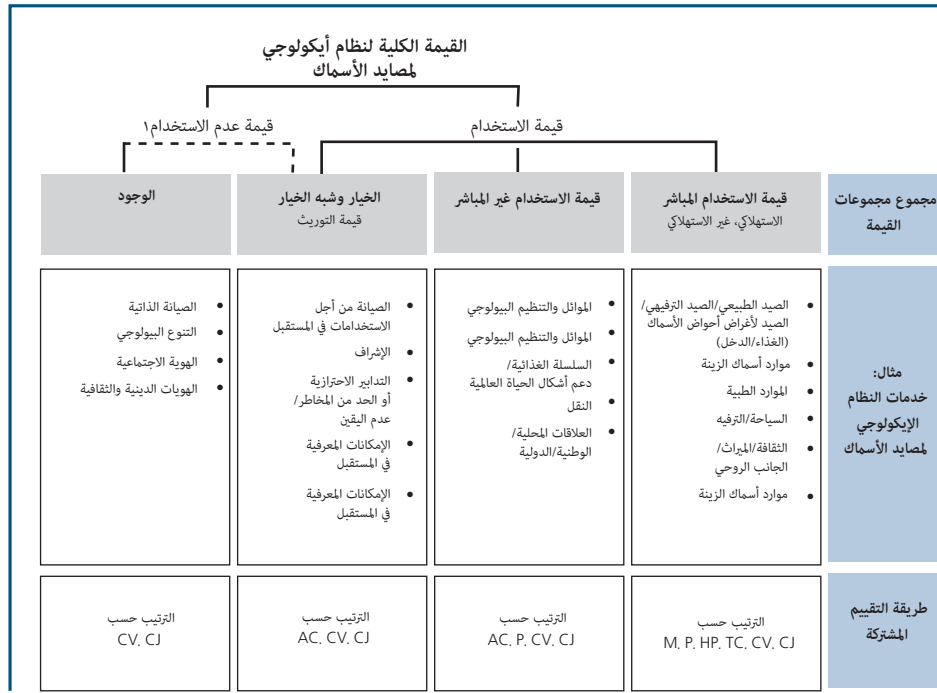 القيمة الكلية لنظام أيكولوجي
لمصايد الأسماك
قيمة الاستخدام
قيمة عدم الاستخدام١
مجموع مجموعات
القيمة
قيمة الاستخدام المباشر
الاستهلاكي، غير الاستهلاكي
قيمة الاستخدام غير المباشر
الخيار وشبه الخيار
قيمة التوريث
الوجود
مثال:
خدمات النظام
الإيكولوجي
لمصايد الأسماك
• الصيد الطبيعي/الصيد الترفيهي/
الصيد لأغراض أحواض الأسماك
(الغذاء/الدخل)
• موارد أسماك الزينة
• الموارد الطبية
• السياحة/الترفيه
• الثقافة/الميراث/
الجانب الروحي
• موارد أسماك الزينة
• الموائل والتنظيم البيولوجي
• الموائل والتنظيم البيولوجي
• السلسلة الغذائية/
دعم أشكال الحياة العالمية
• النقل
• العلاقات المحلية/
الوطنية/الدولية
• الصيانة من أجل
الاستخدامات في المستقبل
• الإشراف
• التدابير الاحترازية
أو الحد من المخاطر/
عدم اليقين
• الإمكانات المعرفية
في المستقبل
• الإمكانات المعرفية
في المستقبل
• الصيانة الذاتية
• التنوع البيولوجي
• الهوية الاجتماعية
• الهويات الدينية والثقافية
طريقة التقييم
المشتركة
الترتيب حسب
M, P, HP, TC, CV, CJ
الترتيب حسب
AC, P, CV, CJ
الترتيب حسب
AC, CV, CJ
الترتيب حسب
CV, CJ